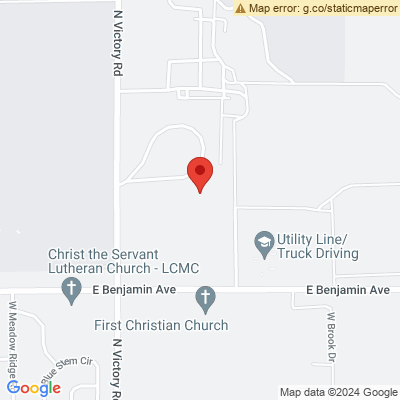 Map error: g.co/staticmaperror
N Victory Rd
Utility Line/
Truck Driving
Christ the Servant
Lutheran Church - LCMC
E Benjamin Ave
E Benjamin Ave
First Christian Church
W Meadow Ridge
Blue Stem Cir
N Victory Rd
W Brook Dr
Google
Map data ©2024 Google